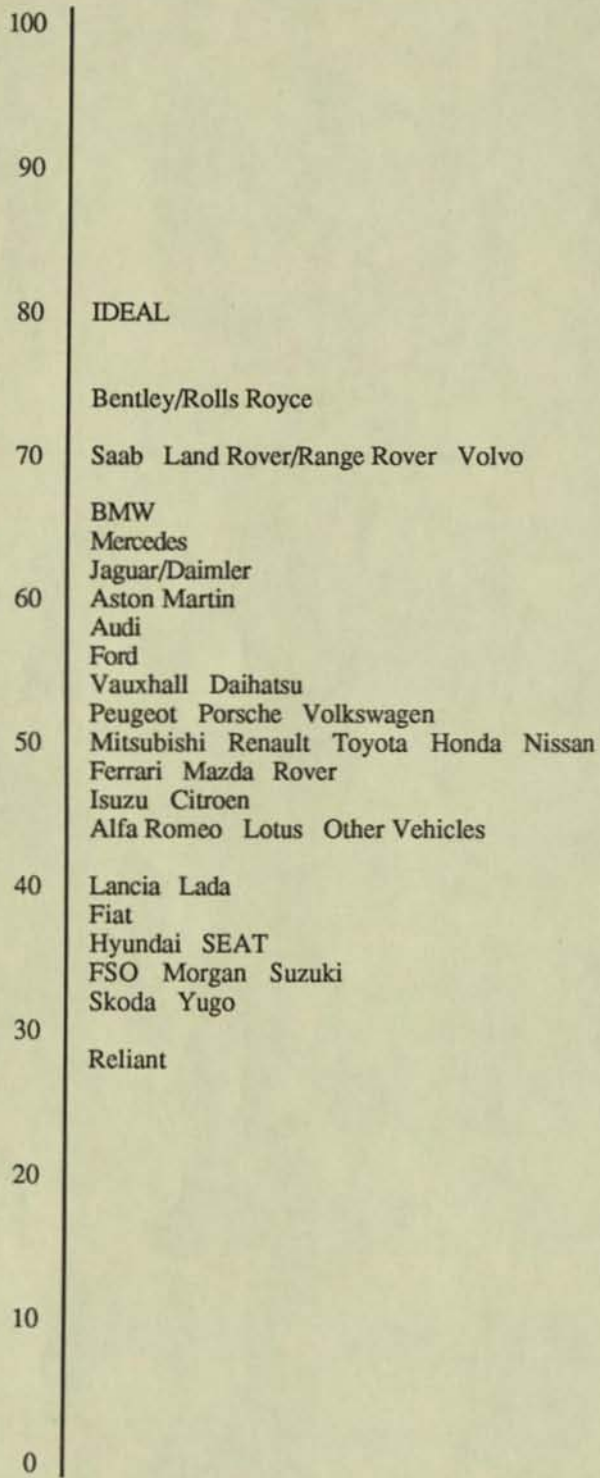 100
90
80 IDEAL
Bentley/Rolls Royce
70 Saab Land Rover/Range Rover Volvo
BMW
Mercedes
Jaguar/Daimler
60 Aston Martin
Audi
Ford
Vauxhall Daihatsu
Peugeot Porsche Volkswagen
50 Mitsubishi Renault Toyota Honda Nissan
Ferrari Mazda Rover
Isuzu Citroen
Alfa Romeo Lotus Other Vehicles
40 Lancia Lada
Fiat
Hyundai SEAT
FSO Morgan Suzuki
Skoda Yugo
30
Reliant
20
10
0